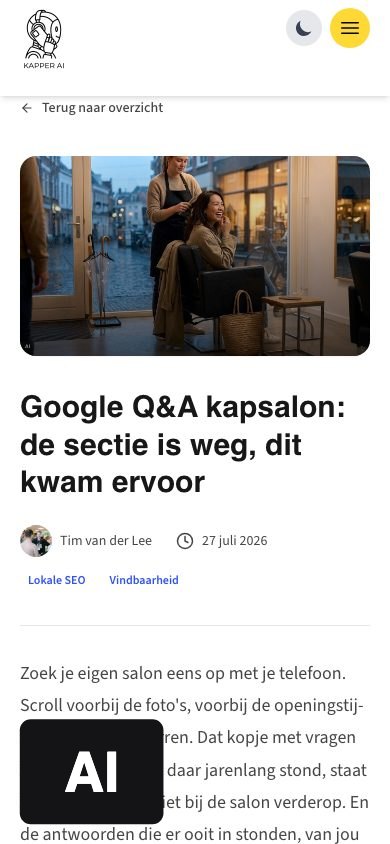 KAPPER AI
Terug naar overzicht
AI
Google Q&A kapsalon:
de sectie is weg, dit
kwam ervoor
Tim van der Lee
27 juli 2026
Lokale SEO
Vindbaarheid
Zoek je eigen salon eens op met je telefoon.
Scroll voorbij de foto's, voorbij de openingstij-
AI
ren. Dat kopje met vragen
daar jarenlang stond, staat
bij de salon verderop. En
de antwoorden die er ooit in stonden, van jou